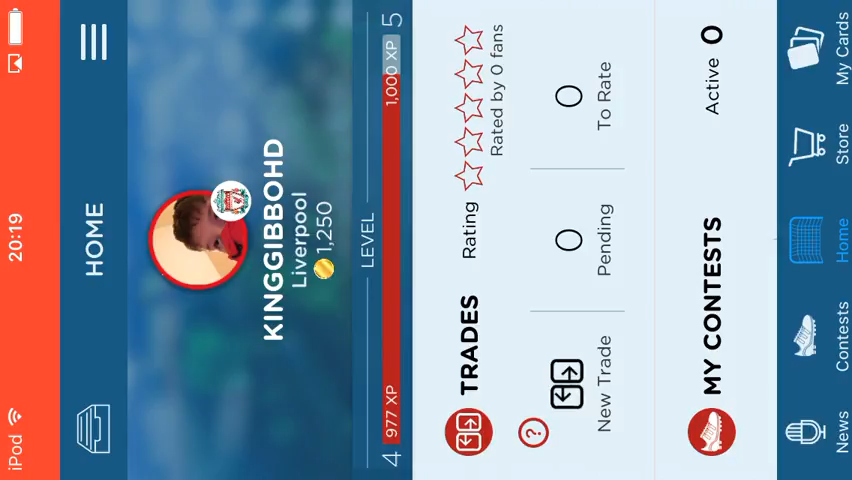 iPod 20:19
HOME
KINGGIBBOHD
Liverpool
1,250
LEVEL
4 977 XP 1,000 XP 5
TRADES Rating
Rated by 0 fans
?
0 0
New Trade Pending To Rate
MY CONTESTS Active 0
News Contests Home Store My Cards